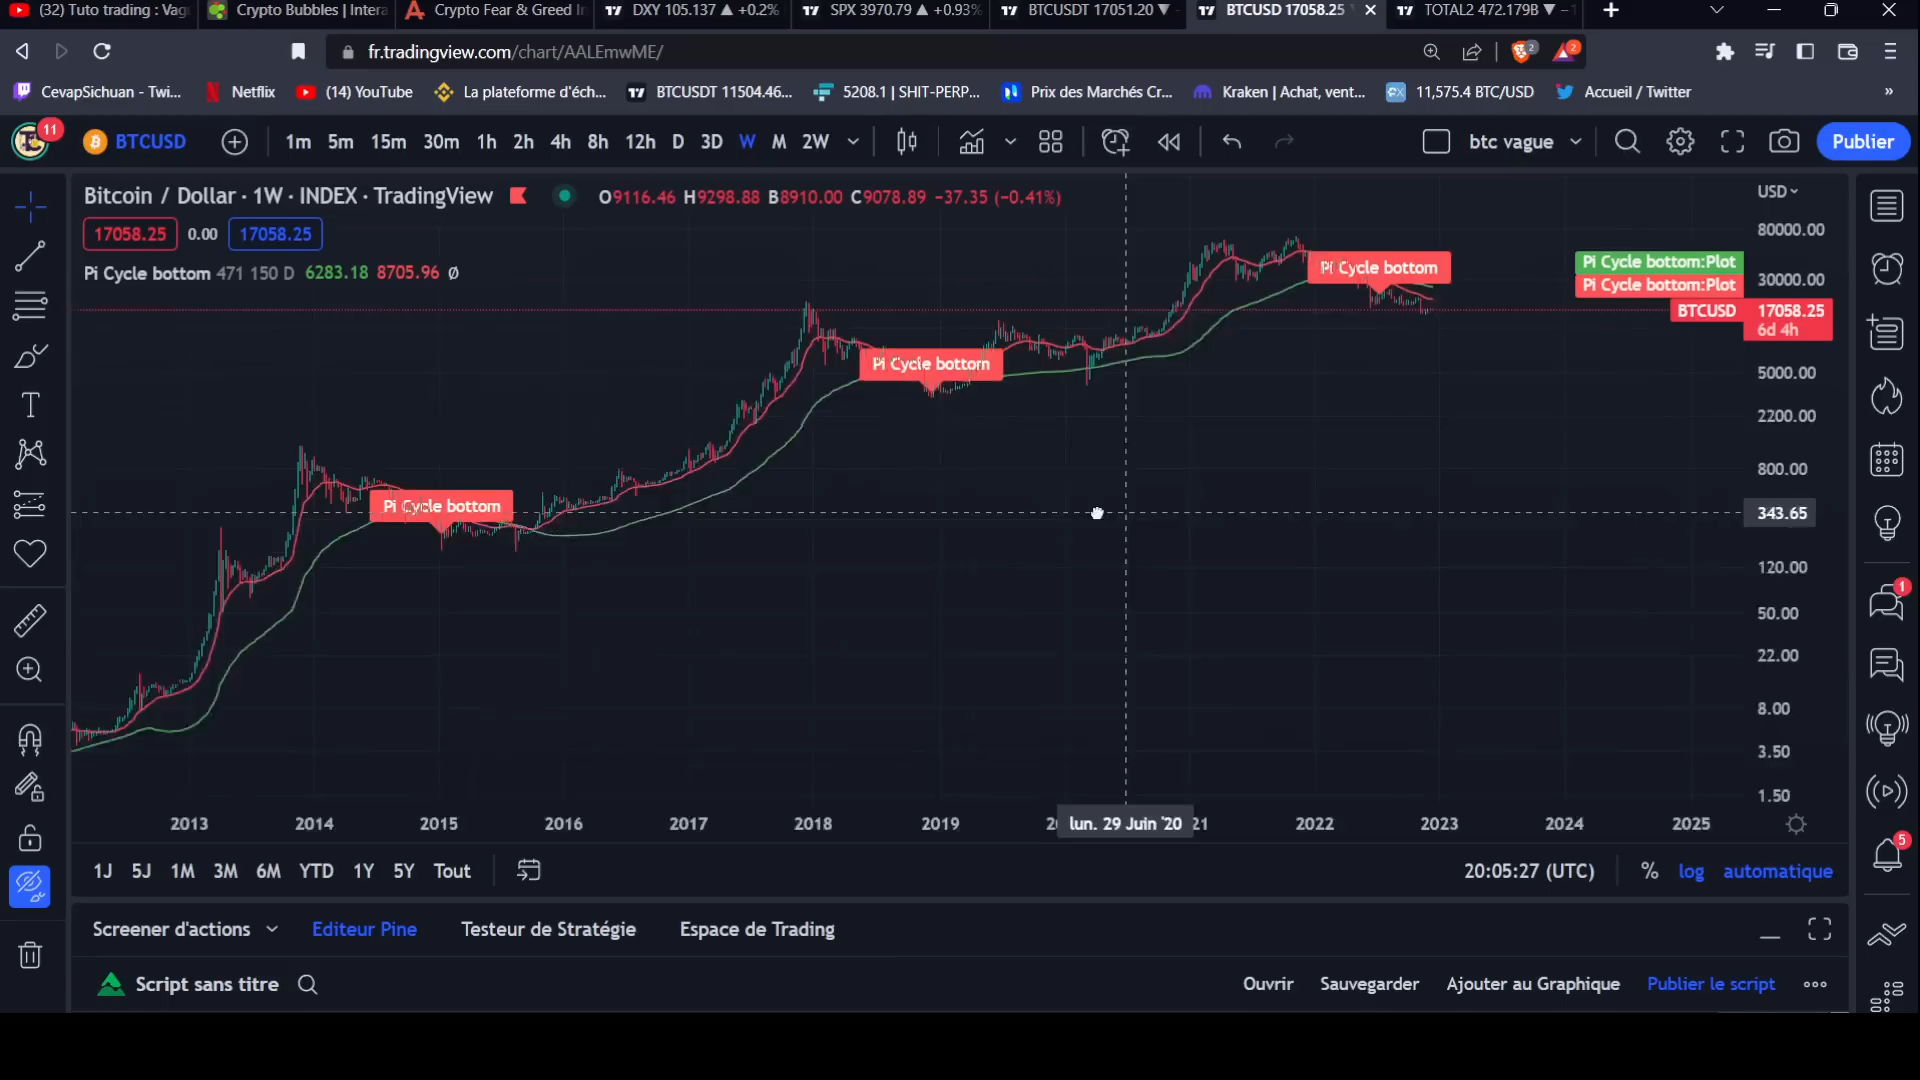 (32) Tuto trading : Vag
Crypto Bubbles | Intera
Crypto Fear & Greed I
DXY 105.137 ▲ +0.2%
SPX 3970.79 ▲ +0.93%
BTCUSDT 17051.20 ▼
BTCUSD 17058.25
TOTAL2 472.179B ▼ −
fr.tradingview.com/chart/AALEmwME/
2
2
CevapSichuan - Twi...
Netflix
(14) YouTube
La plateforme d'éch...
BTCUSDT 11504.46...
5208.1 | SHIT-PERP...
Prix des Marchés Cr...
Kraken | Achat, vent...
11,575.4 BTC/USD
Accueil / Twitter
»
11
BTCUSD
1m 5m 15m 30m 1h 2h 4h 8h 12h D 3D W M 2W
btc vague
Publier
Bitcoin / Dollar · 1W · INDEX · TradingView
O9116.46 H9298.88 B8910.00 C9078.89 −37.35 (−0.41%)
USD
17058.25 0.00 17058.25
Pi Cycle bottom 471 150 D 6283.18 8705.96 Ø
80000.00
Pi Cycle bottom:Plot
Pi Cycle bottom
30000.00
Pi Cycle bottom:Plot
BTCUSD 17058.25
6d 4h
Pi Cycle bottom
5000.00
2200.00
800.00
Pi Cycle bottom
343.65
120.00
50.00
22.00
8.00
3.50
1.50
2013 2014 2015 2016 2017 2018 2019 2 lun. 29 Juin '20 21 2022 2023 2024 2025
1
5
1J 5J 1M 3M 6M YTD 1Y 5Y Tout
20:05:27 (UTC)
% log automatique
Screener d'actions Editeur Pine Testeur de Stratégie Espace de Trading
Script sans titre
Ouvrir Sauvegarder Ajouter au Graphique Publier le script